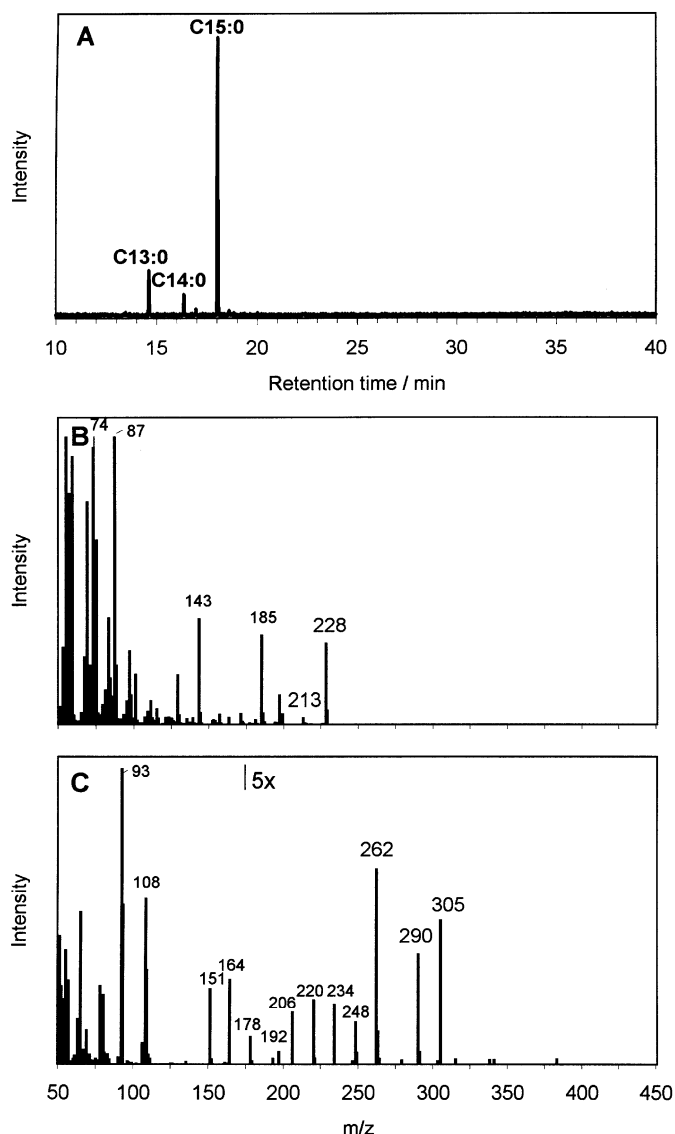 A
C15:0
C13:0
C14:0
Intensity
10 15 20 25 30 35 40
Retention time / min
B
74
87
143
185
228
213
Intensity
C
93
5x
108
262
305
290
151
164
178
192
206
220
234
248
Intensity
50 100 150 200 250 300 350 400 450
m/z